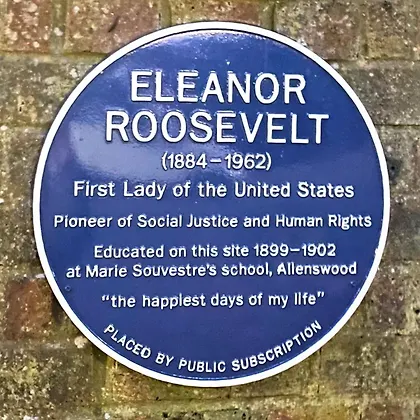 ELEANOR
ROOSEVELT
(1884–1962)
First Lady of the United States
Pioneer of Social Justice and Human Rights
Educated on this site 1899–1902
at Marie Souvestre's school, Allenswood
"the happiest days of my life"
PLACED BY PUBLIC SUBSCRIPTION